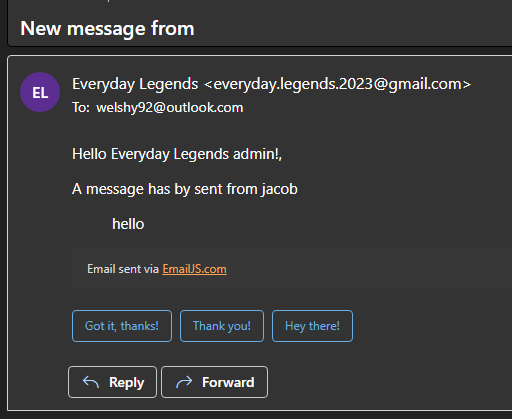 New message from
EL
Everyday Legends <everyday.legends.2023@gmail.com>
To: welshy92@outlook.com
Hello Everyday Legends admin!,
A message has by sent from jacob
hello
Email sent via EmailJS.com
Got it, thanks! Thank you! Hey there!
Reply Forward